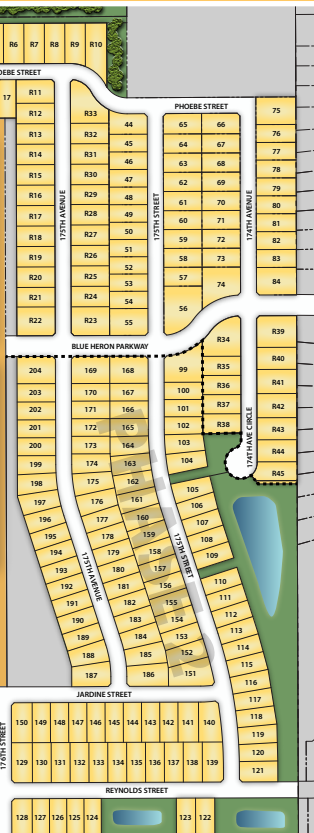 R6 R7 R8 R9 R10
OEBE STREET
17
R11
R12
R13
R14
R15
R16
R17
R18
R19
R20
R21
R22
175TH AVENUE
R33
R32
R31
R30
R29
R28
R27
R26
R25
R24
R23
44
45
46
47
48
49
50
51
52
53
54
55
PHOEBE STREET
175TH STREET
65 66
64 67
63 68
62 69
61 70
60 71
59 72
58 73
57 74
56
174TH AVENUE
75
76
77
78
79
80
81
82
83
84
BLUE HERON PARKWAY
R34
R35
R36
R37
R38
174TH AVE CIRCLE
R39
R40
R41
R42
R43
R44
R45
204
203
202
201
200
199
198
197
196
195
194
193
192
191
190
189
188
187
175TH AVENUE
169 168
170 167
171 166
172 165
173 164
174 163
175 162
176 161
177 160
178 159
179 158
180 157
181 156
182 155
183 154
184 153
185 152
186 151
PHASE 2
175TH STREET
99
100
101
102
103
104
105
106
107
108
109
110
111
112
113
114
115
116
117
118
119
120
121
JARDINE STREET
176TH STREET
150 149 148 147 146 145 144 143 142 141 140
129 130 131 132 133 134 135 136 137 138 139
REYNOLDS STREET
128 127 126 125 124 123 122